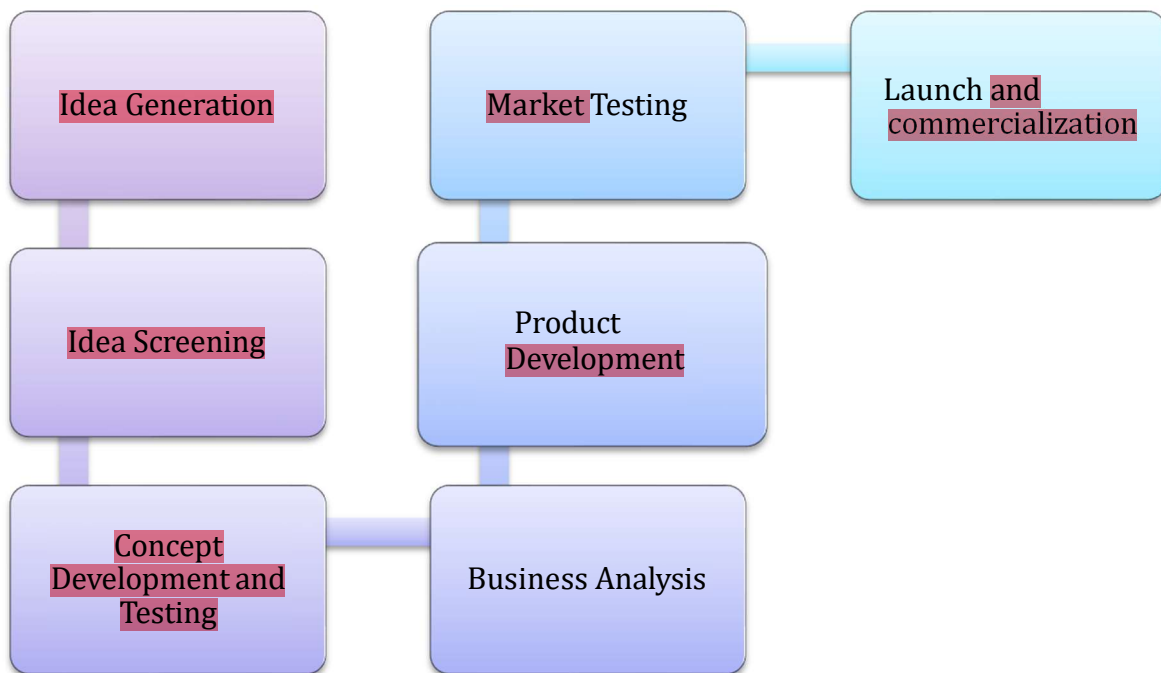 Idea Generation
Idea Screening
Concept
Development and
Testing
Business Analysis
Product
Development
Market Testing
Launch and
commercialization